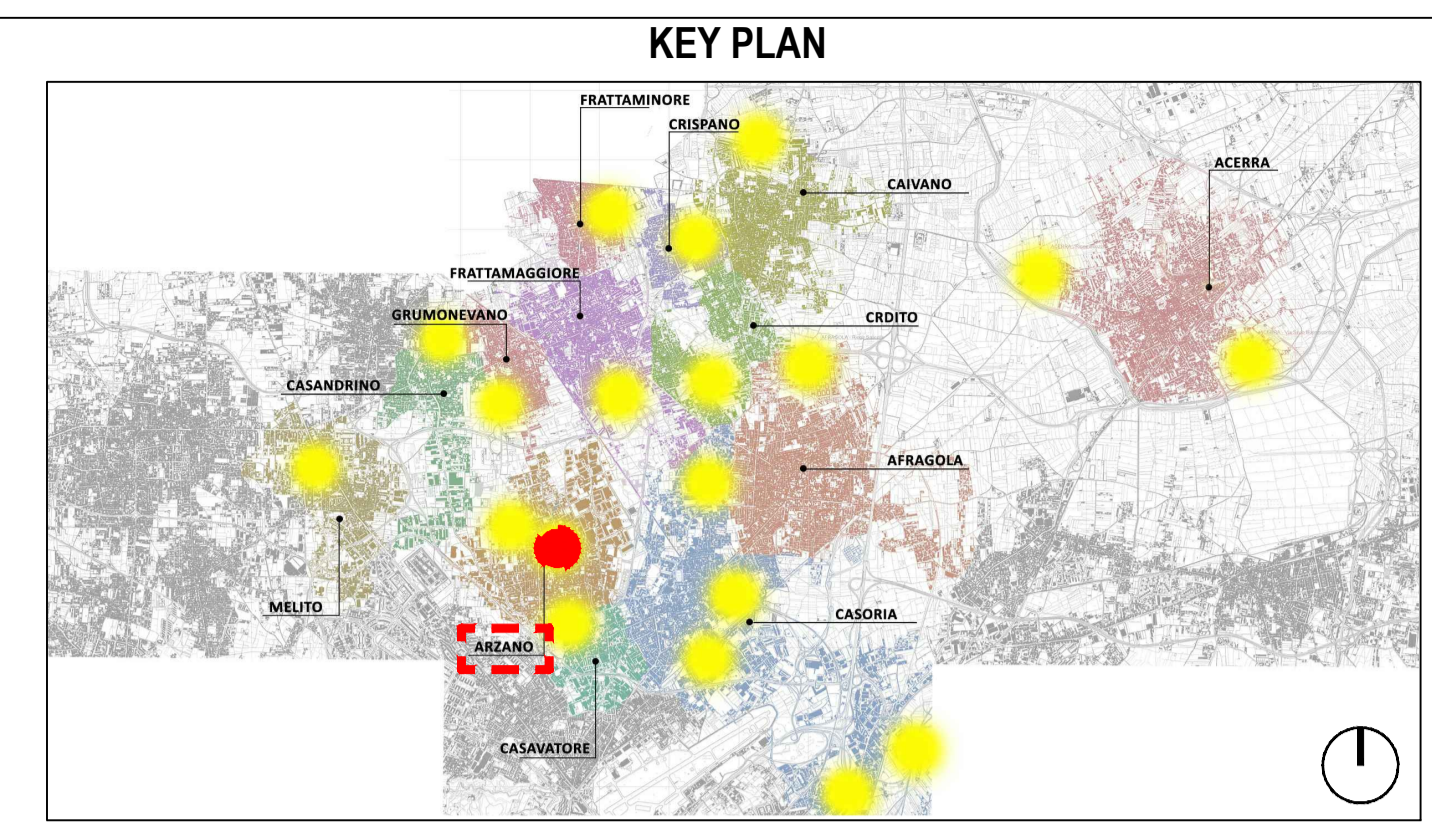 KEY PLAN
FRATTAMINORE
CRISPANO
ACERRA
CAIVANO
FRATTAMAGGIORE
GRUMONEVANO
CRDITO
CASANDRINO
AFRAGOLA
MELITO
CASORIA
ARZANO
CASAVATORE